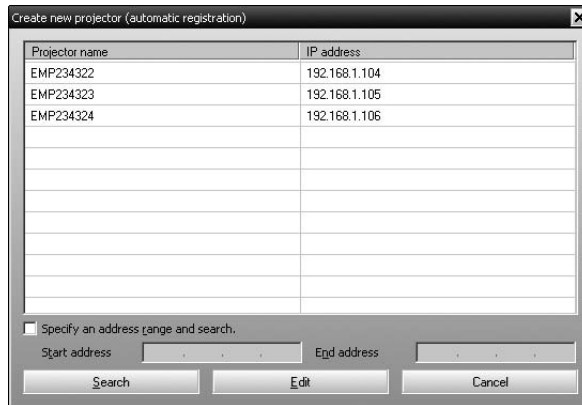 Create new projector (automatic registration)
Projector name IP address
EMP234322 192.168.1.104
EMP234323 192.168.1.105
EMP234324 192.168.1.106
Specify an address range and search.
Start address . . . End address . . .
Search Edit Cancel